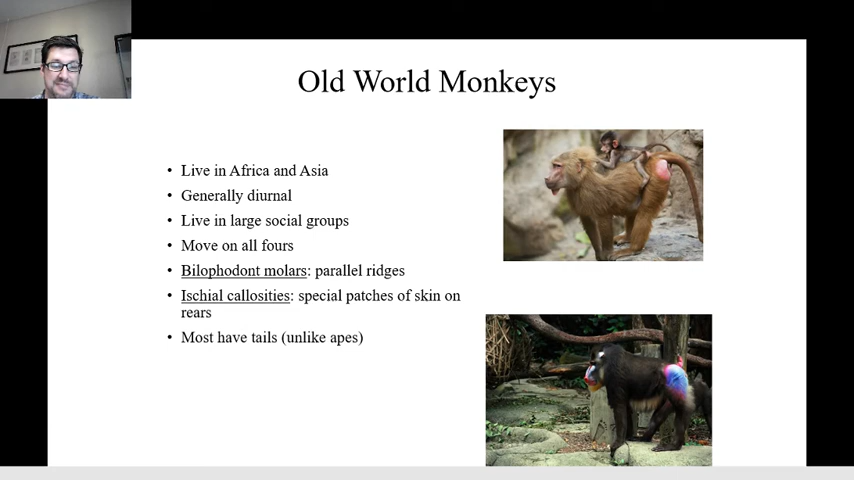 Old World Monkeys
• Live in Africa and Asia
• Generally diurnal
• Live in large social groups
• Move on all fours
• Bilophodont molars: parallel ridges
• Ischial callosities: special patches of skin on
rears
• Most have tails (unlike apes)